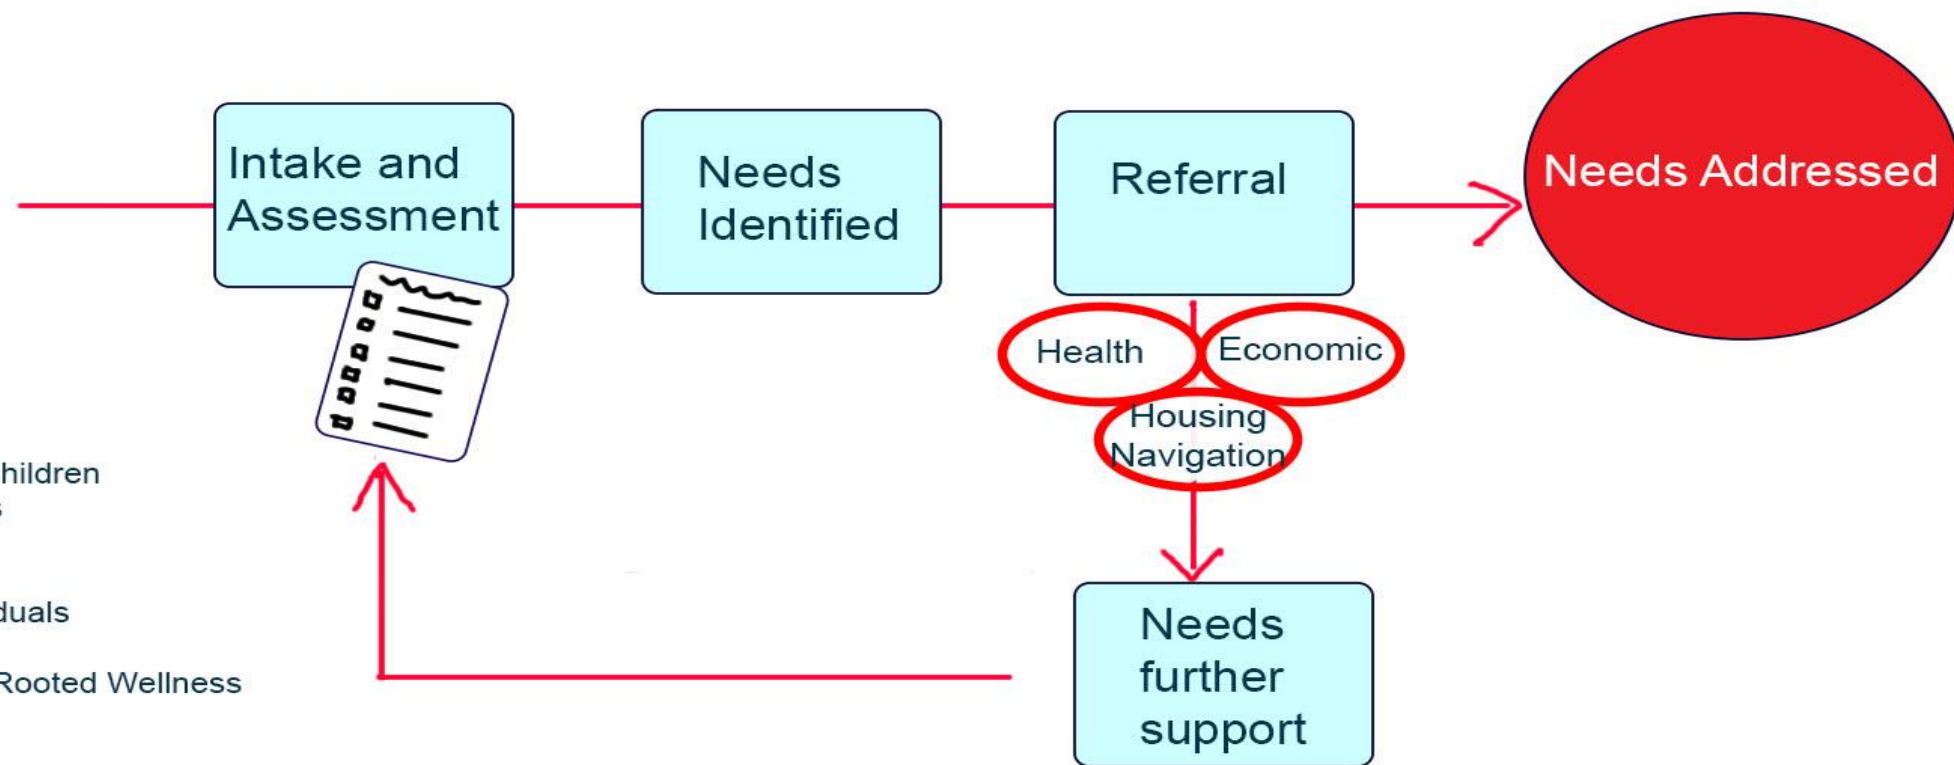 Intake and
Assessment
Needs
Identified
Referral
Needs Addressed
Health
Economic
Housing
Navigation
hildren
s
duals
Rooted Wellness
Needs
further
support